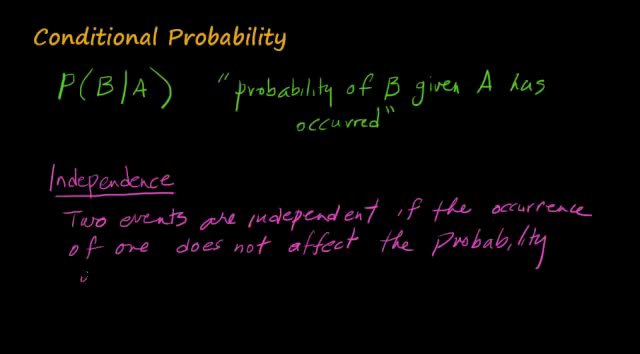 Conditional Probability
P(B|A) "probability of B given A has
occurred"
Independence
Two events are independent if the occurrence
of one does not affect the probability